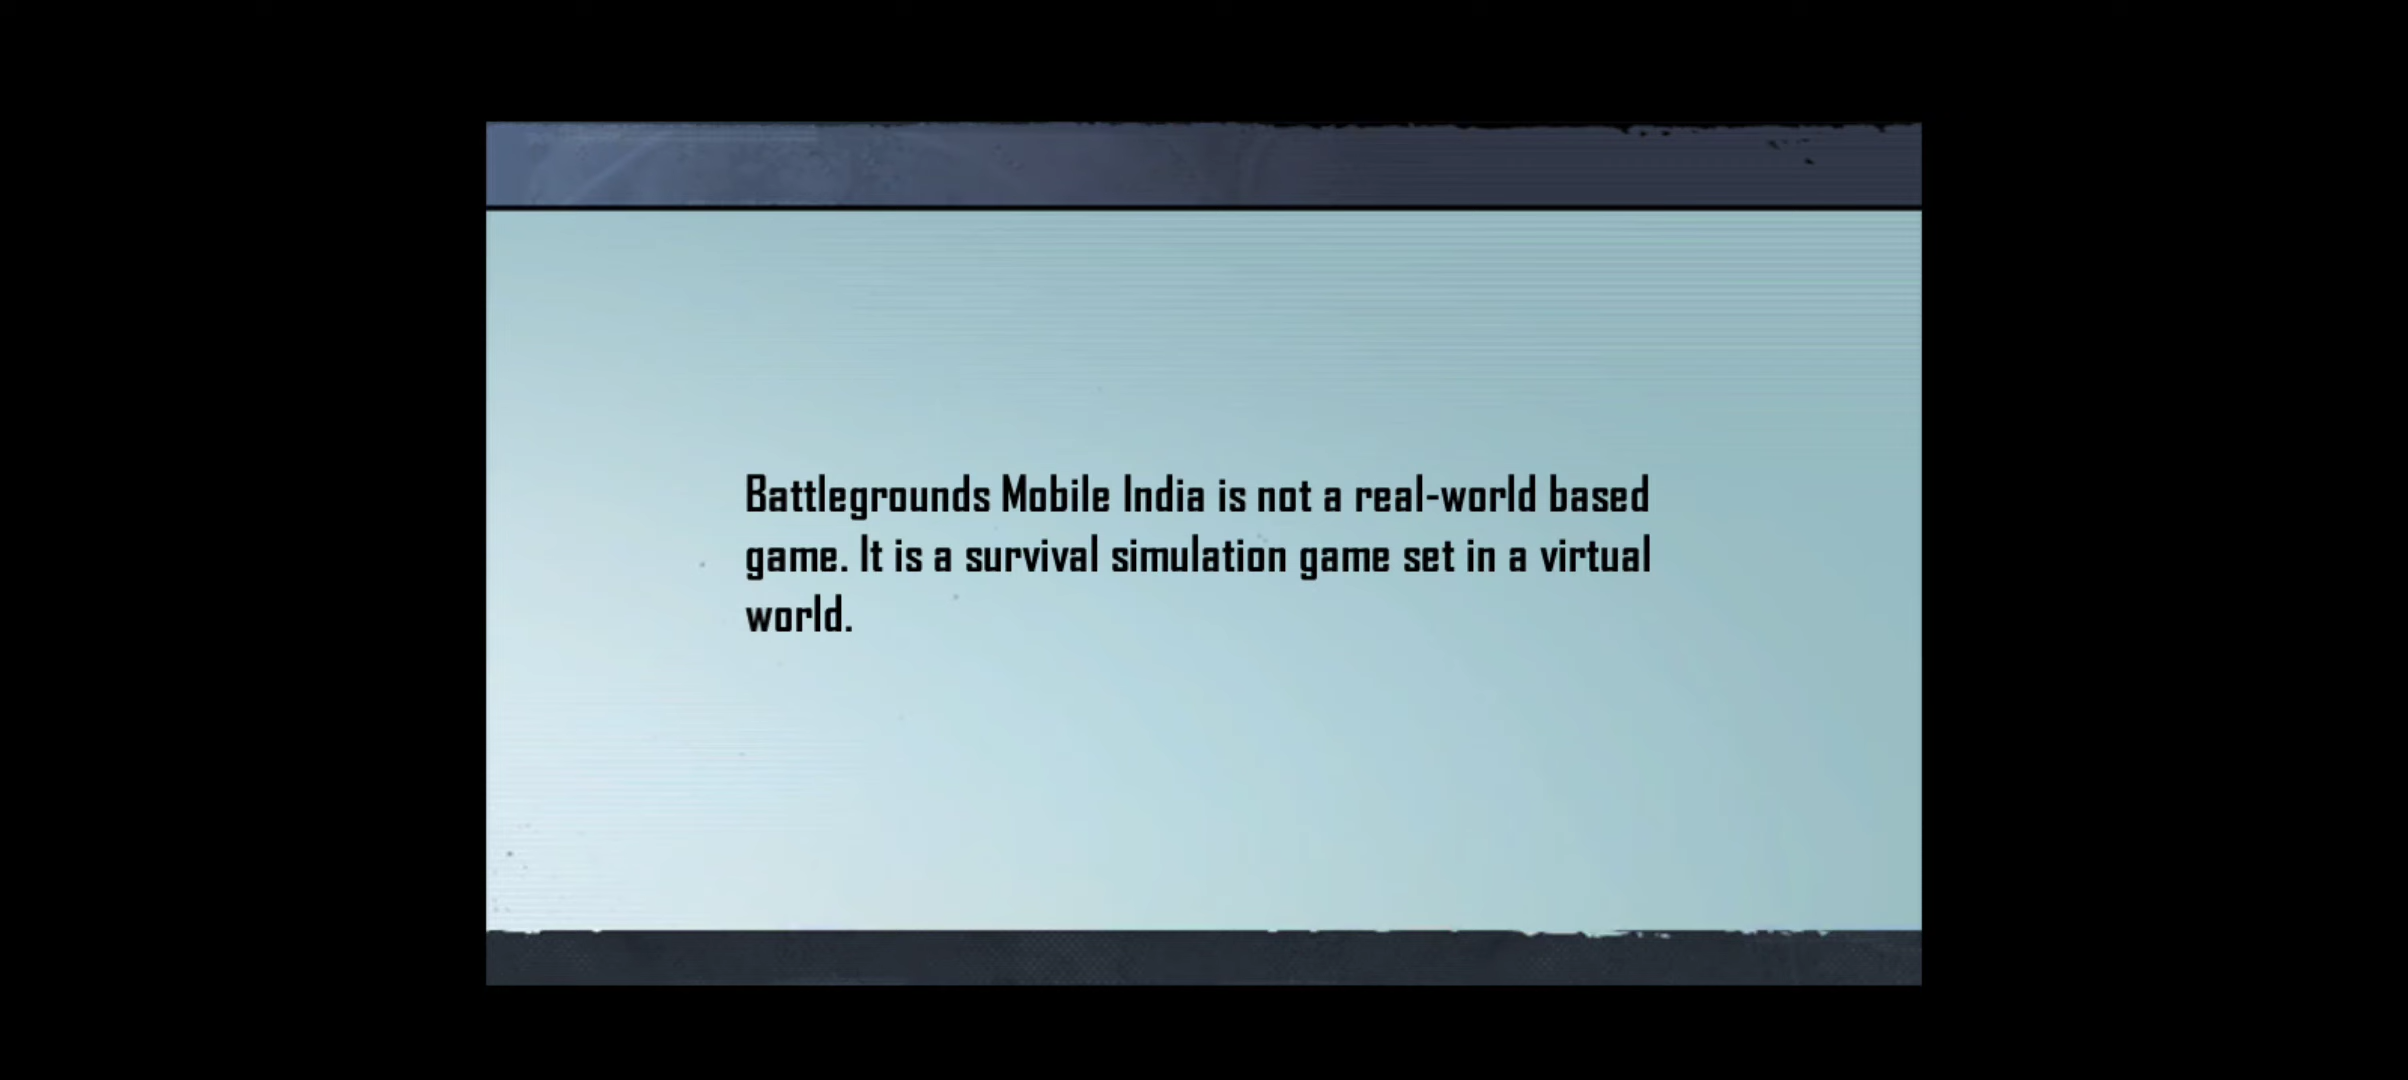 Battlegrounds Mobile India is not a real-world based
game. It is a survival simulation game set in a virtual
world.